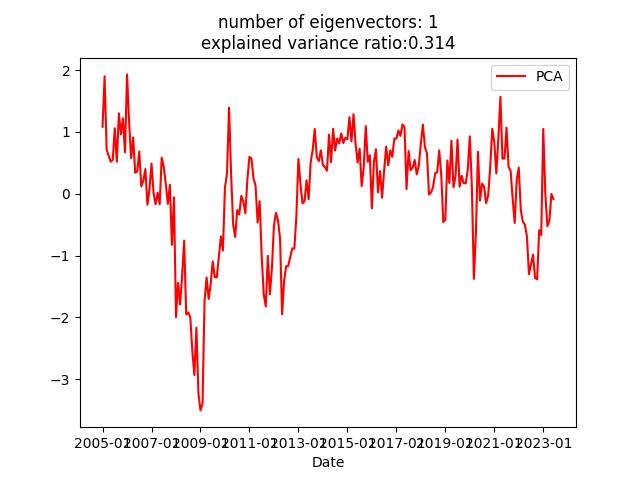 number of eigenvectors: 1
explained variance ratio:0.314
PCA
2
1
0
−1
−2
−3
2005-01 2007-01 2009-01 2011-01 2013-01 2015-01 2017-01 2019-01 2021-01 2023-01
Date